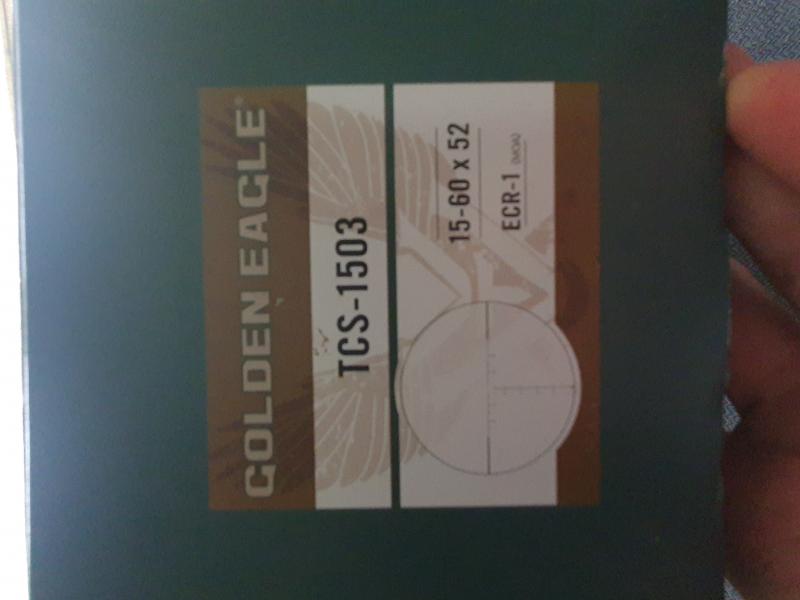 GOLDEN EAGLE®
TCS-1503
15-60 x 52
ECR-1 (MOA)